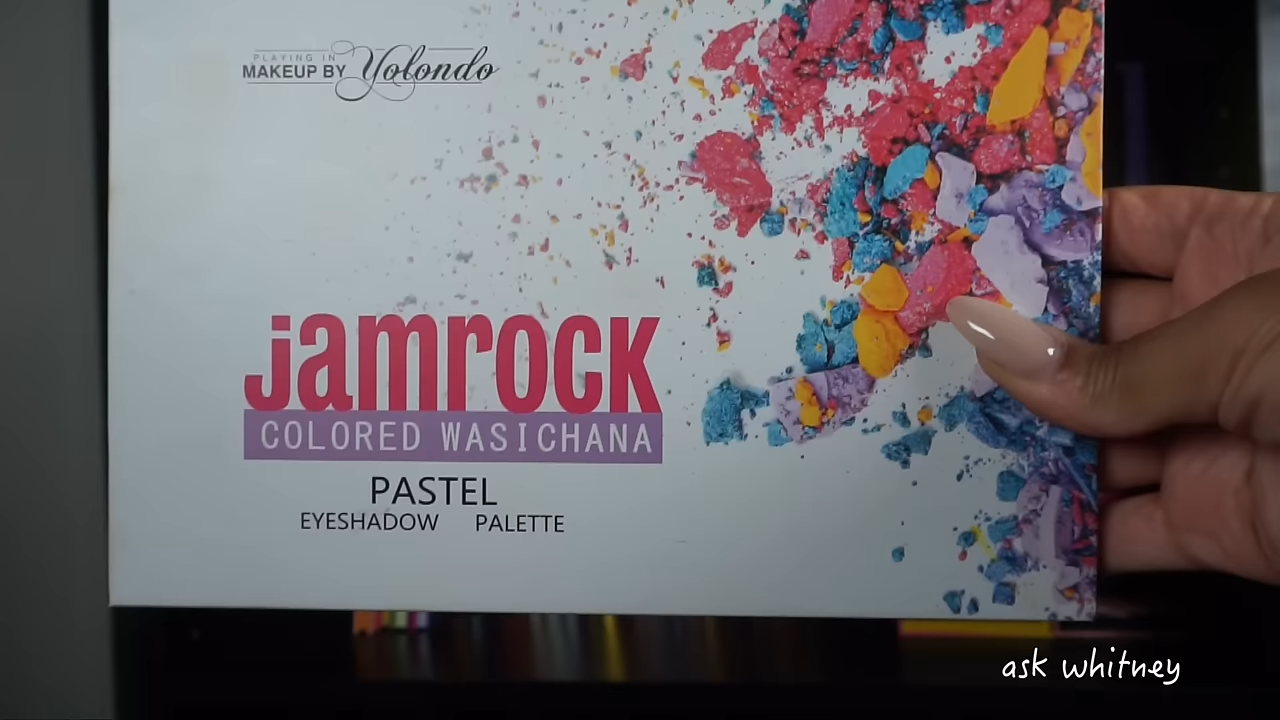 PLAYING IN
MAKEUP BY Yolondo
jamrock
COLORED WASICHANA
PASTEL
EYESHADOW PALETTE
ask whitney